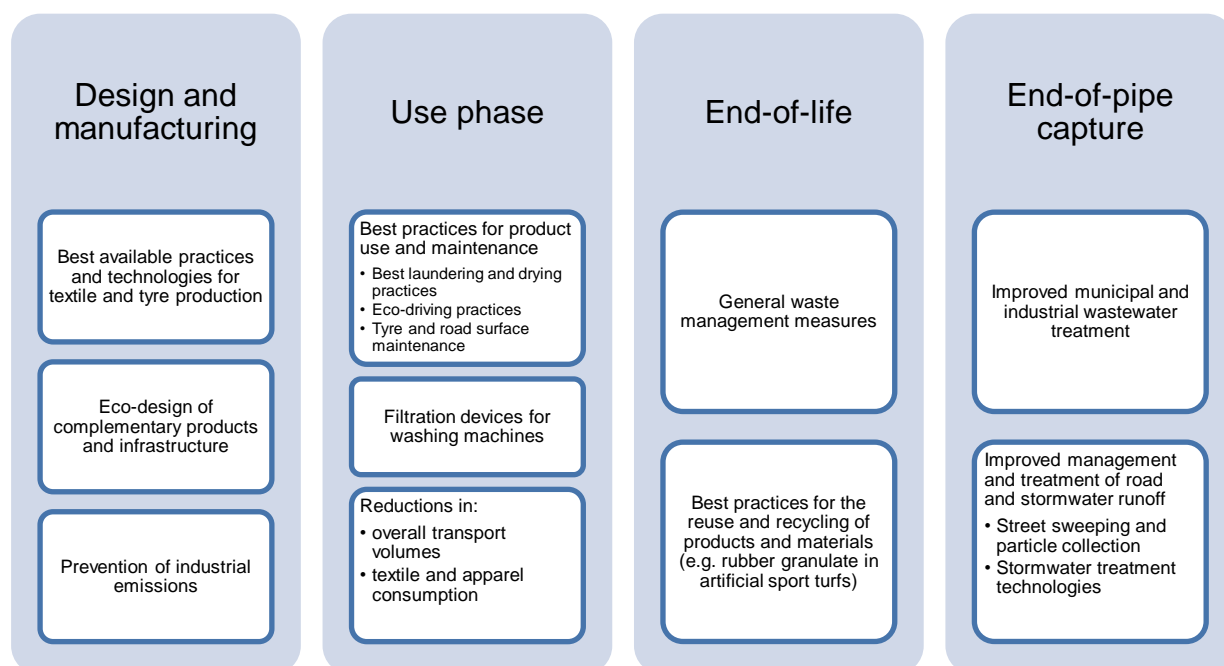 Design and
manufacturing
Best available practices
and technologies for
textile and tyre production
Eco-design of
complementary products
and infrastructure
Prevention of industrial
emissions
Use phase
Best practices for product
use and maintenance
• Best laundering and drying
practices
• Eco-driving practices
• Tyre and road surface
maintenance
Filtration devices for
washing machines
Reductions in:
• overall transport
volumes
• textile and apparel
consumption
End-of-life
General waste
management measures
Best practices for the
reuse and recycling of
products and materials
(e.g. rubber granulate in
artificial sport turfs)
End-of-pipe
capture
Improved municipal and
industrial wastewater
treatment
Improved management
and treatment of road
and stormwater runoff
• Street sweeping and
particle collection
• Stormwater treatment
technologies